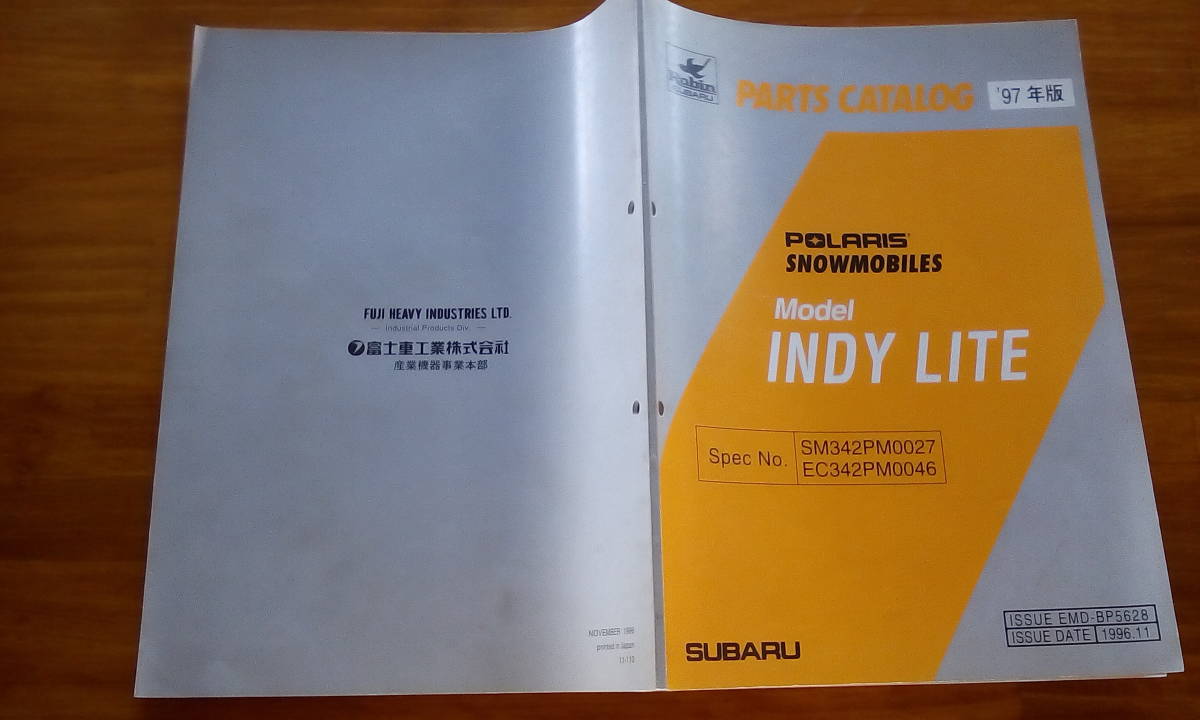 Robin
SUBARU
PARTS CATALOG
'97 年版
POLARIS
SNOWMOBILES
Model
INDY LITE
Spec No.
SM342PM0027
EC342PM0046
SUBARU
ISSUE EMD-BP5628
ISSUE DATE 1996.11
FUJI HEAVY INDUSTRIES LTD.
— Industrial Products Div. —
富士重工業株式会社
産業機器事業本部
NOVEMBER 1996
printed in Japan
11-110